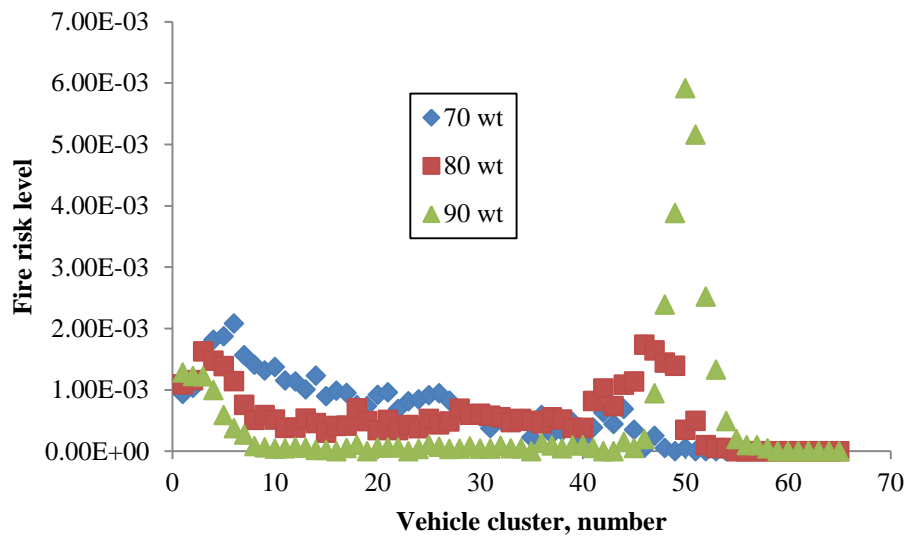 7.00E-03
6.00E-03
5.00E-03
4.00E-03
3.00E-03
2.00E-03
1.00E-03
0.00E+00
Fire risk level
70 wt
80 wt
90 wt
0 10 20 30 40 50 60 70
Vehicle cluster, number